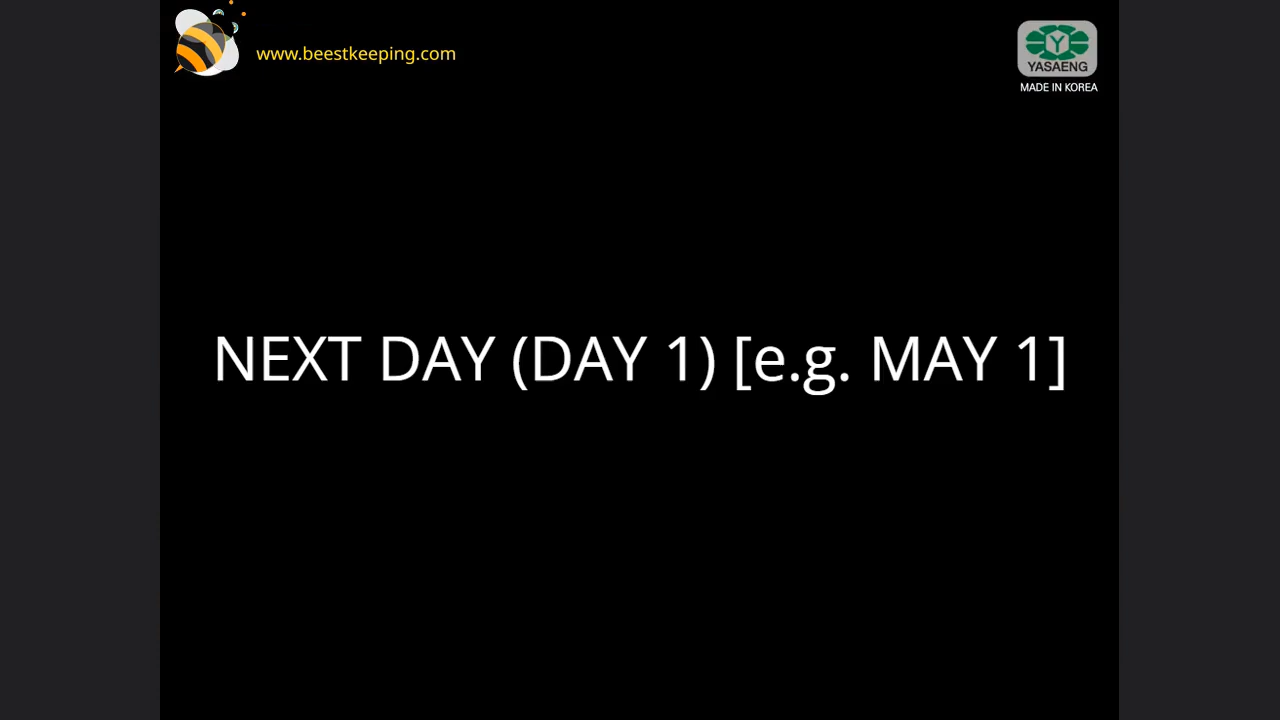 www.beestkeeping.com
Y
YASAENG
MADE IN KOREA
NEXT DAY (DAY 1) [e.g. MAY 1]